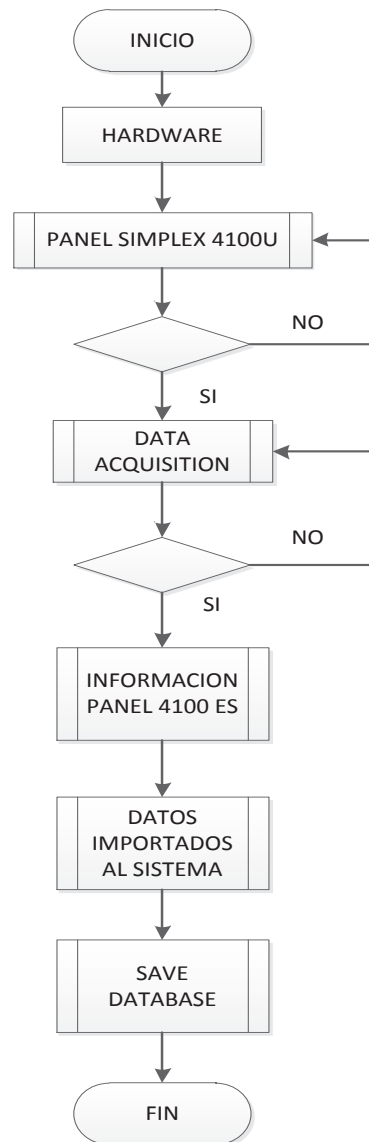 INICIO
HARDWARE
PANEL SIMPLEX 4100U
NO
SI
DATA
ACQUISITION
NO
SI
INFORMACION
PANEL 4100 ES
DATOS
IMPORTADOS
AL SISTEMA
SAVE
DATABASE
FIN